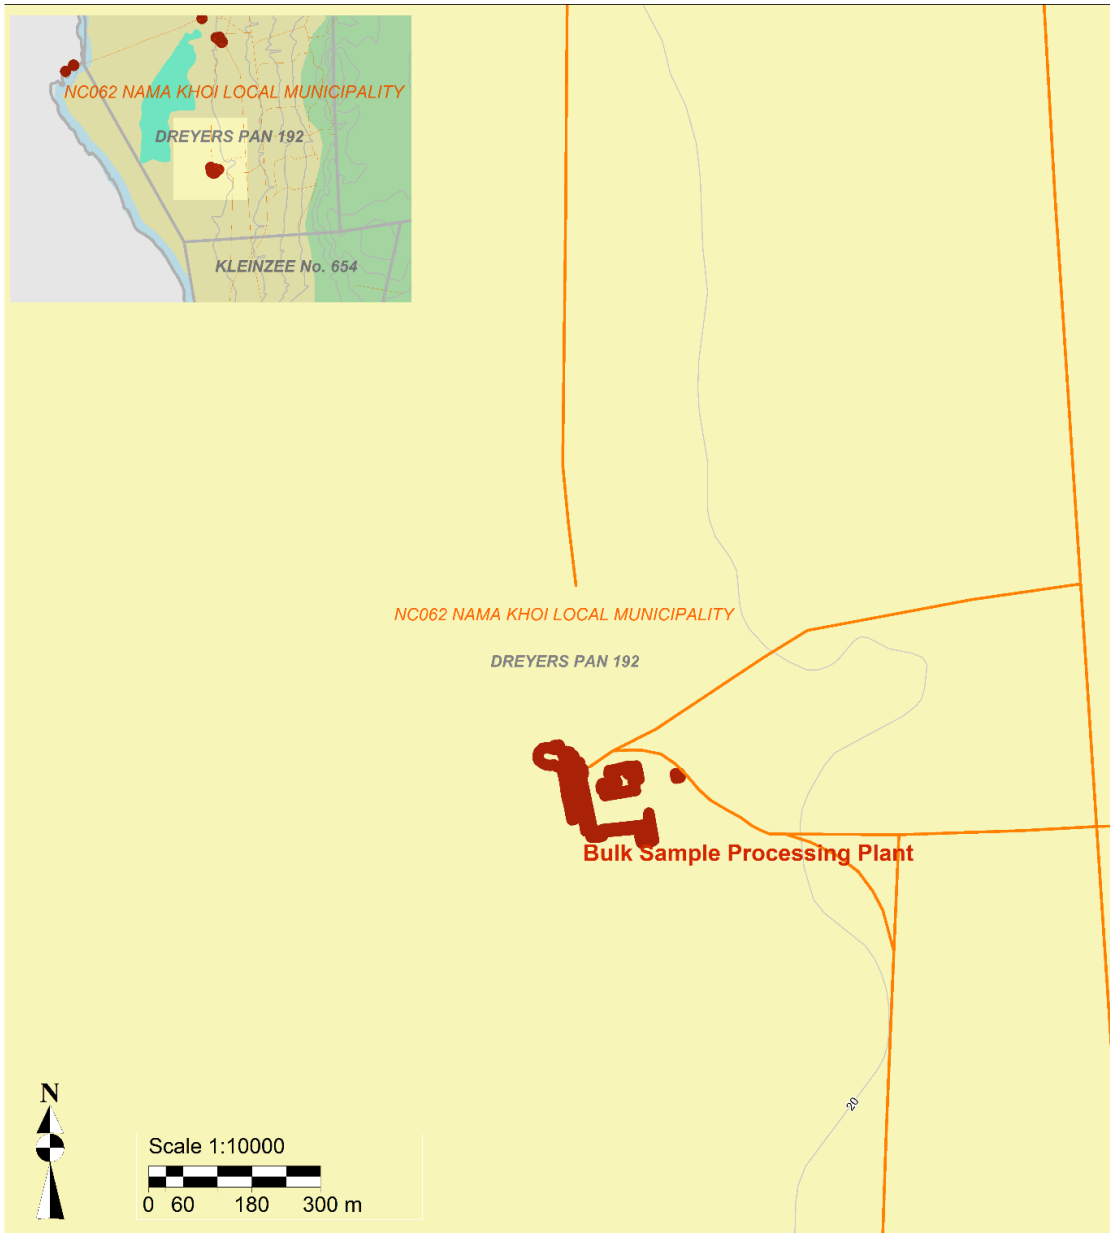 NC062 NAMA KHOI LOCAL MUNICIPALITY
DREYERS PAN 192
KLEINZEE No. 654
NC062 NAMA KHOI LOCAL MUNICIPALITY
DREYERS PAN 192
Bulk Sample Processing Plant
20
N
Scale 1:10000
0 60 180 300 m